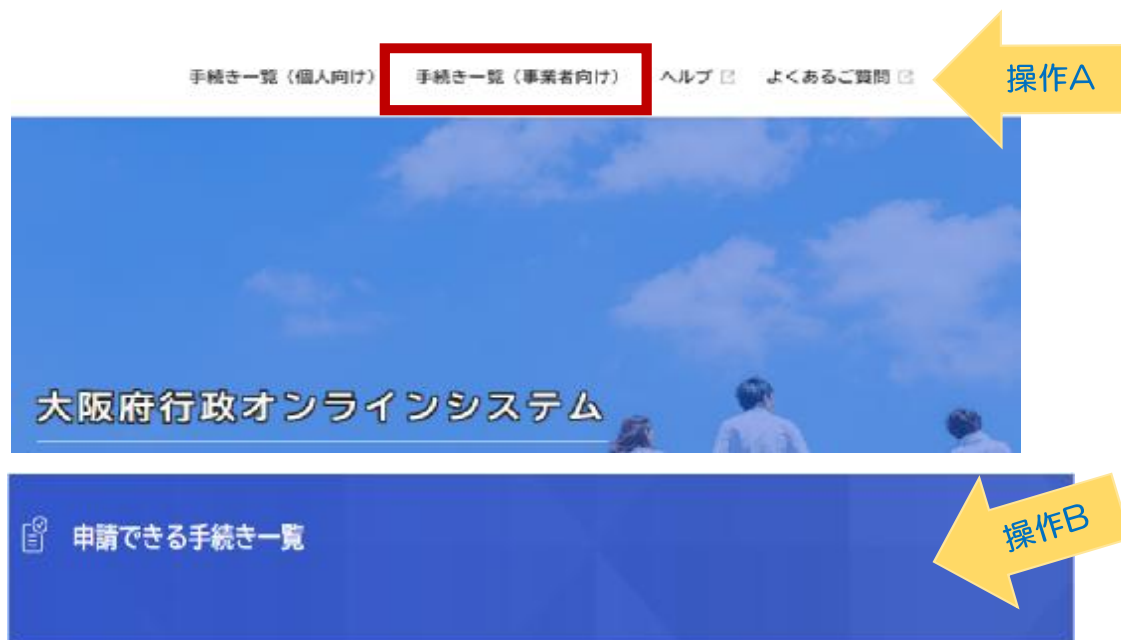 手続き一覧（個人向け） 手続き一覧（事業者向け） ヘルプ よくあるご質問
操作A
大阪府行政オンラインシステム
申請できる手続き一覧
操作B